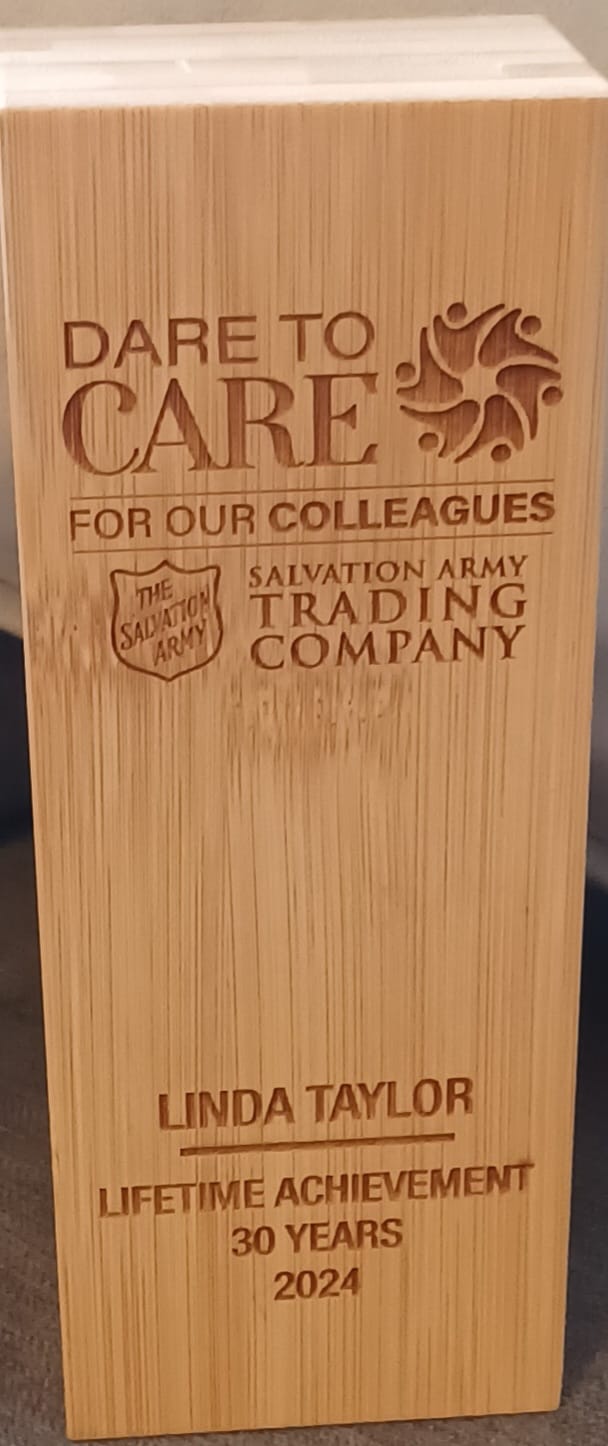 DARE TO
CARE
FOR OUR COLLEAGUES
THE
SALVATION
ARMY
SALVATION ARMY
TRADING
COMPANY
LINDA TAYLOR
LIFETIME ACHIEVEMENT
30 YEARS
2024